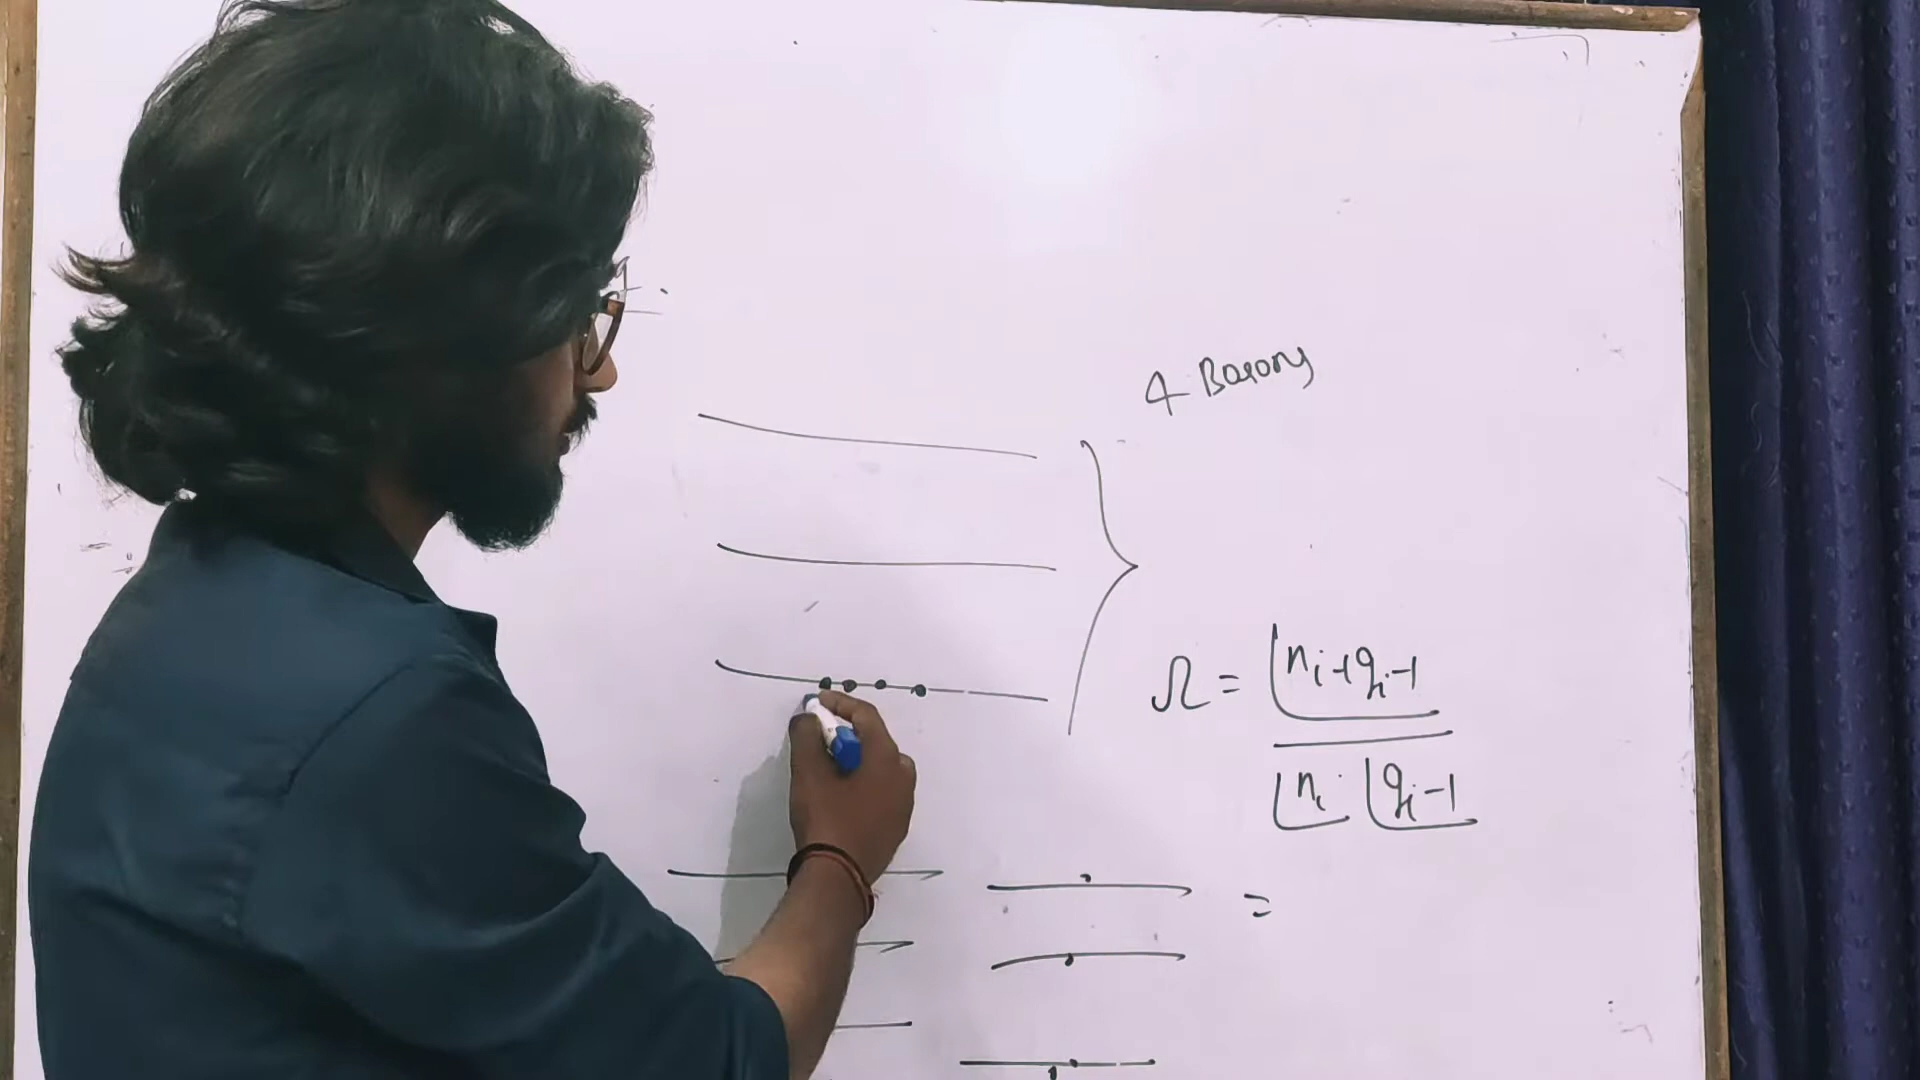 4 Bosons
Ω = ⌊nᵢ+gᵢ-1
⌊nᵢ ⌊gᵢ-1
=